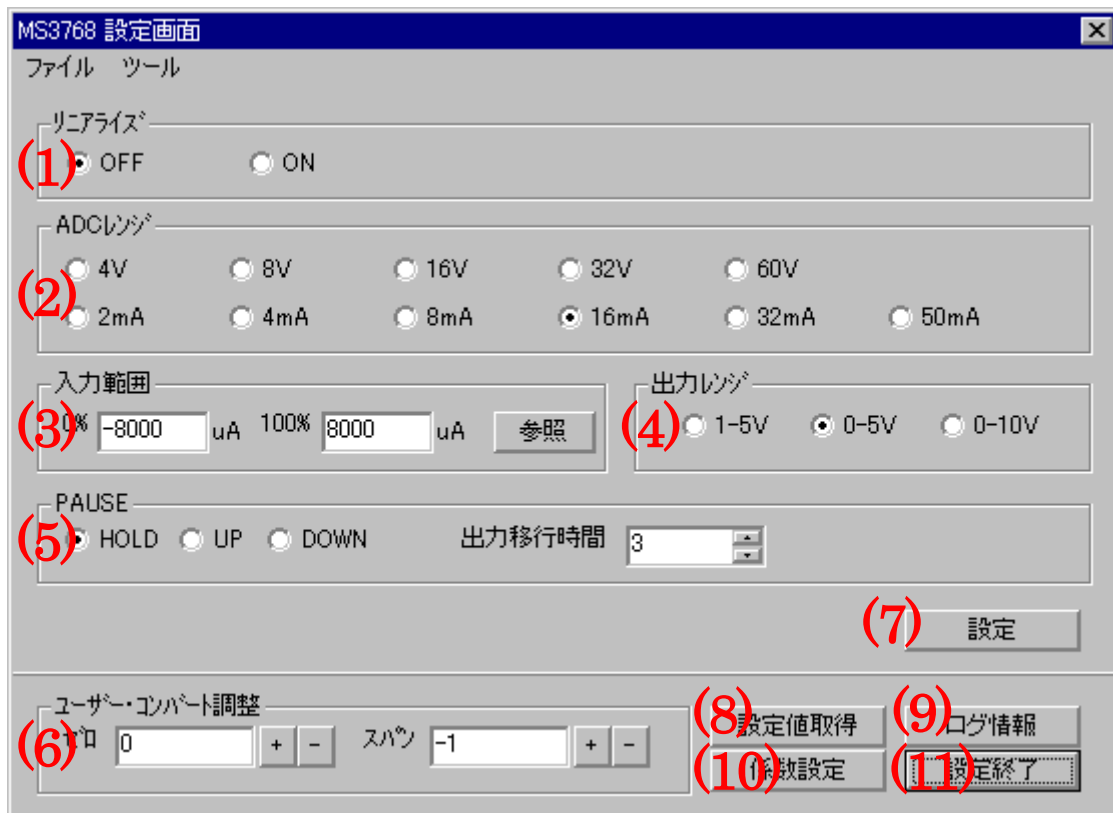 MS3768 設定画面
ファイル ツール
リニアライズ
(1) OFF ON
ADCレンジ
4V 8V 16V 32V 60V
(2)
2mA 4mA 8mA 16mA 32mA 50mA
入力範囲
(3) 0% -8000 uA 100% 8000 uA 参照
出力レンジ
(4) 1-5V 0-5V 0-10V
PAUSE
(5) HOLD UP DOWN 出力移行時間 3
(7) 設定
ユーザー・コンバート調整
(6) ゼロ 0 + - スパン -1 + -
(8) 設定値取得 (9) ログ情報
(10) 係数設定 (11) 設定終了